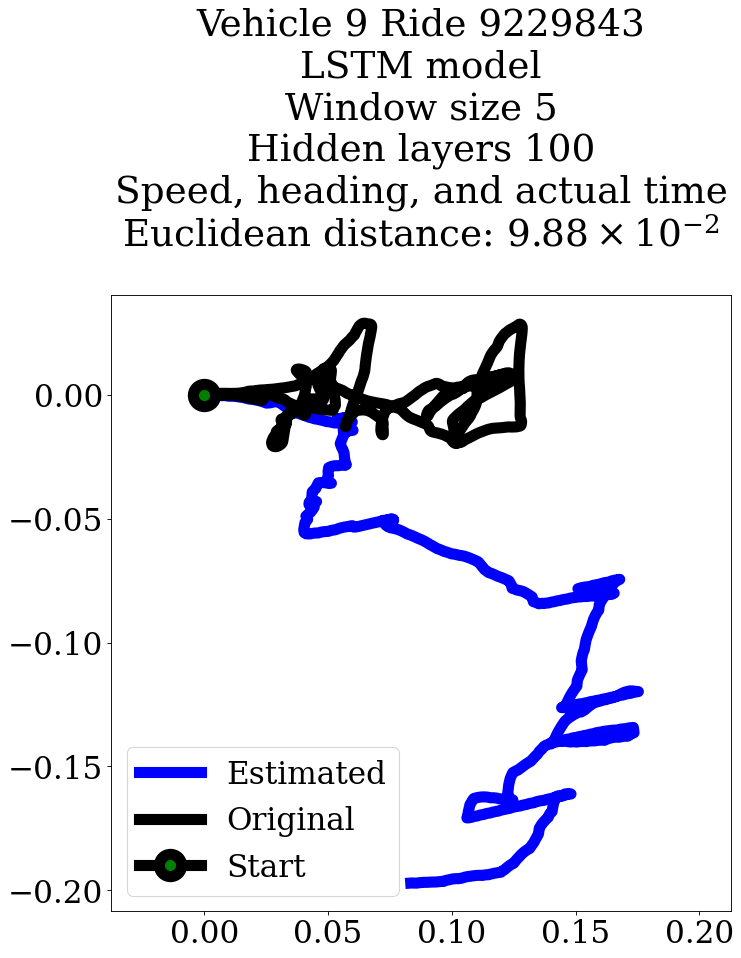 Vehicle 9 Ride 9229843
LSTM model
Window size 5
Hidden layers 100
Speed, heading, and actual time
Euclidean distance: 9.88 × 10⁻²
0.00
−0.05
−0.10
−0.15
−0.20
Estimated
Original
Start
0.00 0.05 0.10 0.15 0.20